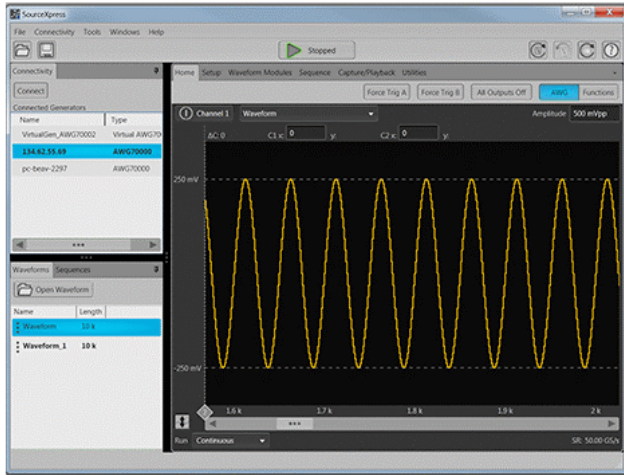 SourceXpress
File Connectivity Tools Windows Help
Stopped
Connectivity
Connect
Connected Generators
Name Type
VirtualGen_AWG70002 Virtual AWG70
134.62.55.69 AWG70000
pc-beav-2297 AWG70000
Waveforms Sequences
Open Waveform
Name Length
Waveform 10 k
Waveform_1 10 k
Home Setup Waveform Modules Sequence Capture/Playback Utilities
Force Trig A Force Trig B All Outputs Off AWG Functions
Channel 1 Waveform Amplitude 500 mVpp
ΔC: 0 C1 x: 0 y: C2 x: 0 y:
250 mV
-250 mV
1.6 k 1.7 k 1.8 k 1.9 k 2 k
Run Continuous SR: 50.00 GS/s